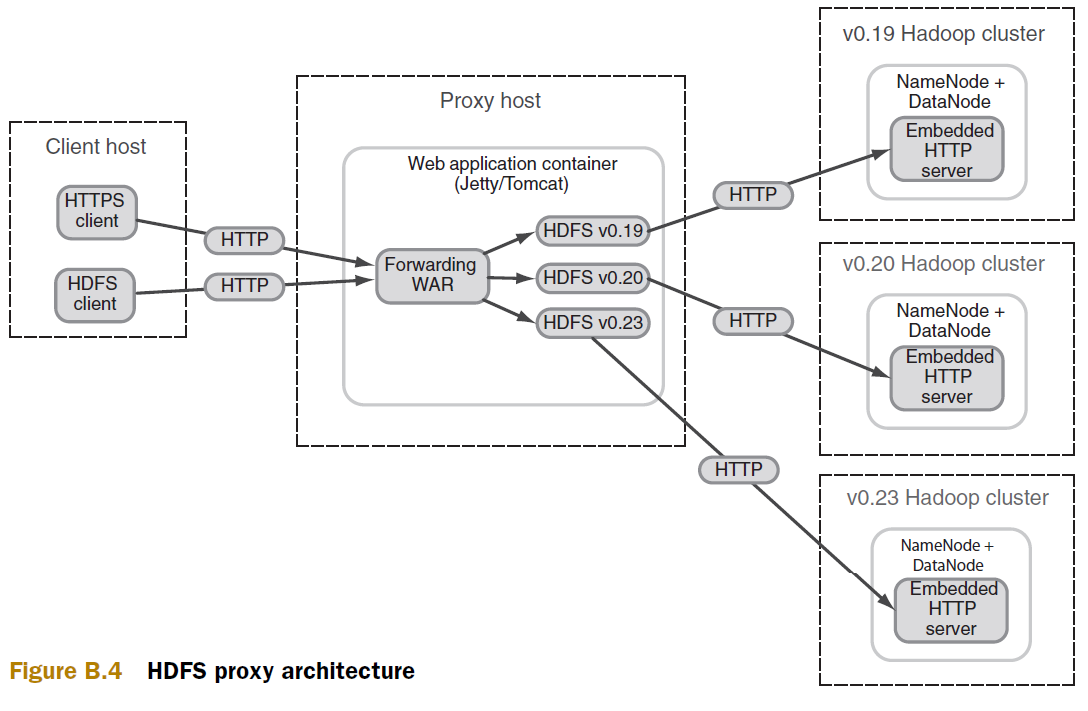 Client host
HTTPS
client
HDFS
client
HTTP
HTTP
Proxy host
Web application container
(Jetty/Tomcat)
Forwarding
WAR
HDFS v0.19
HDFS v0.20
HDFS v0.23
HTTP
HTTP
HTTP
v0.19 Hadoop cluster
NameNode +
DataNode
Embedded
HTTP
server
v0.20 Hadoop cluster
NameNode +
DataNode
Embedded
HTTP
server
v0.23 Hadoop cluster
NameNode +
DataNode
Embedded
HTTP
server
Figure B.4 HDFS proxy architecture